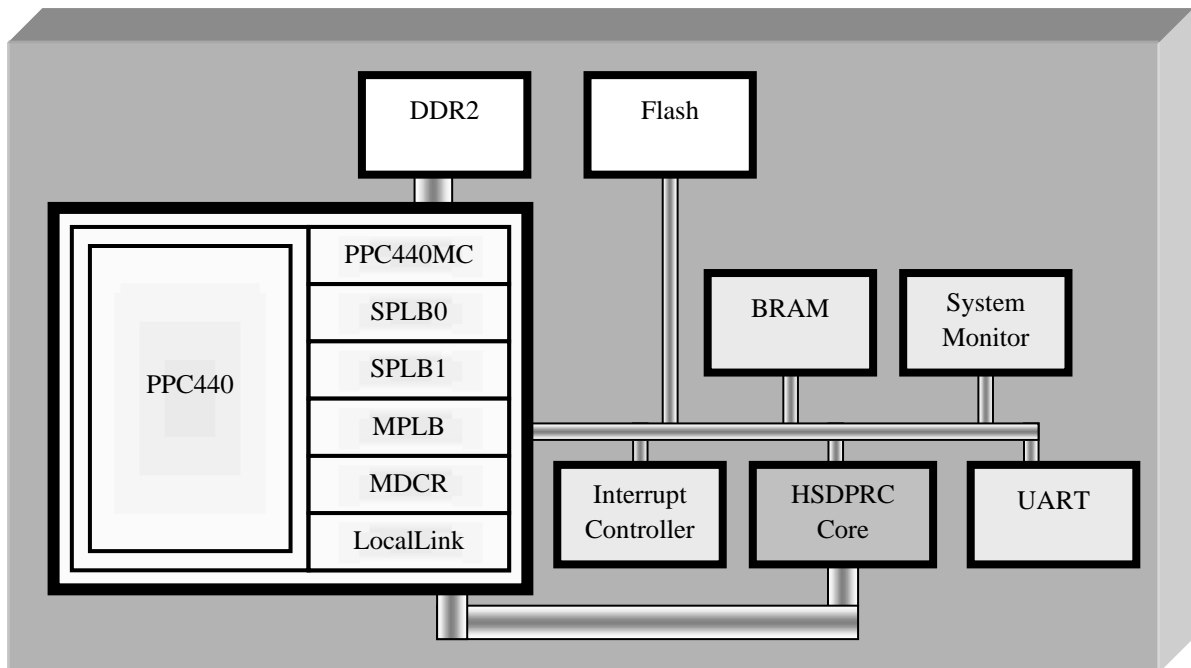 DDR2
Flash
PPC440
PPC440MC
SPLB0
SPLB1
MPLB
MDCR
LocalLink
BRAM
System
Monitor
Interrupt
Controller
HSDPRC
Core
UART